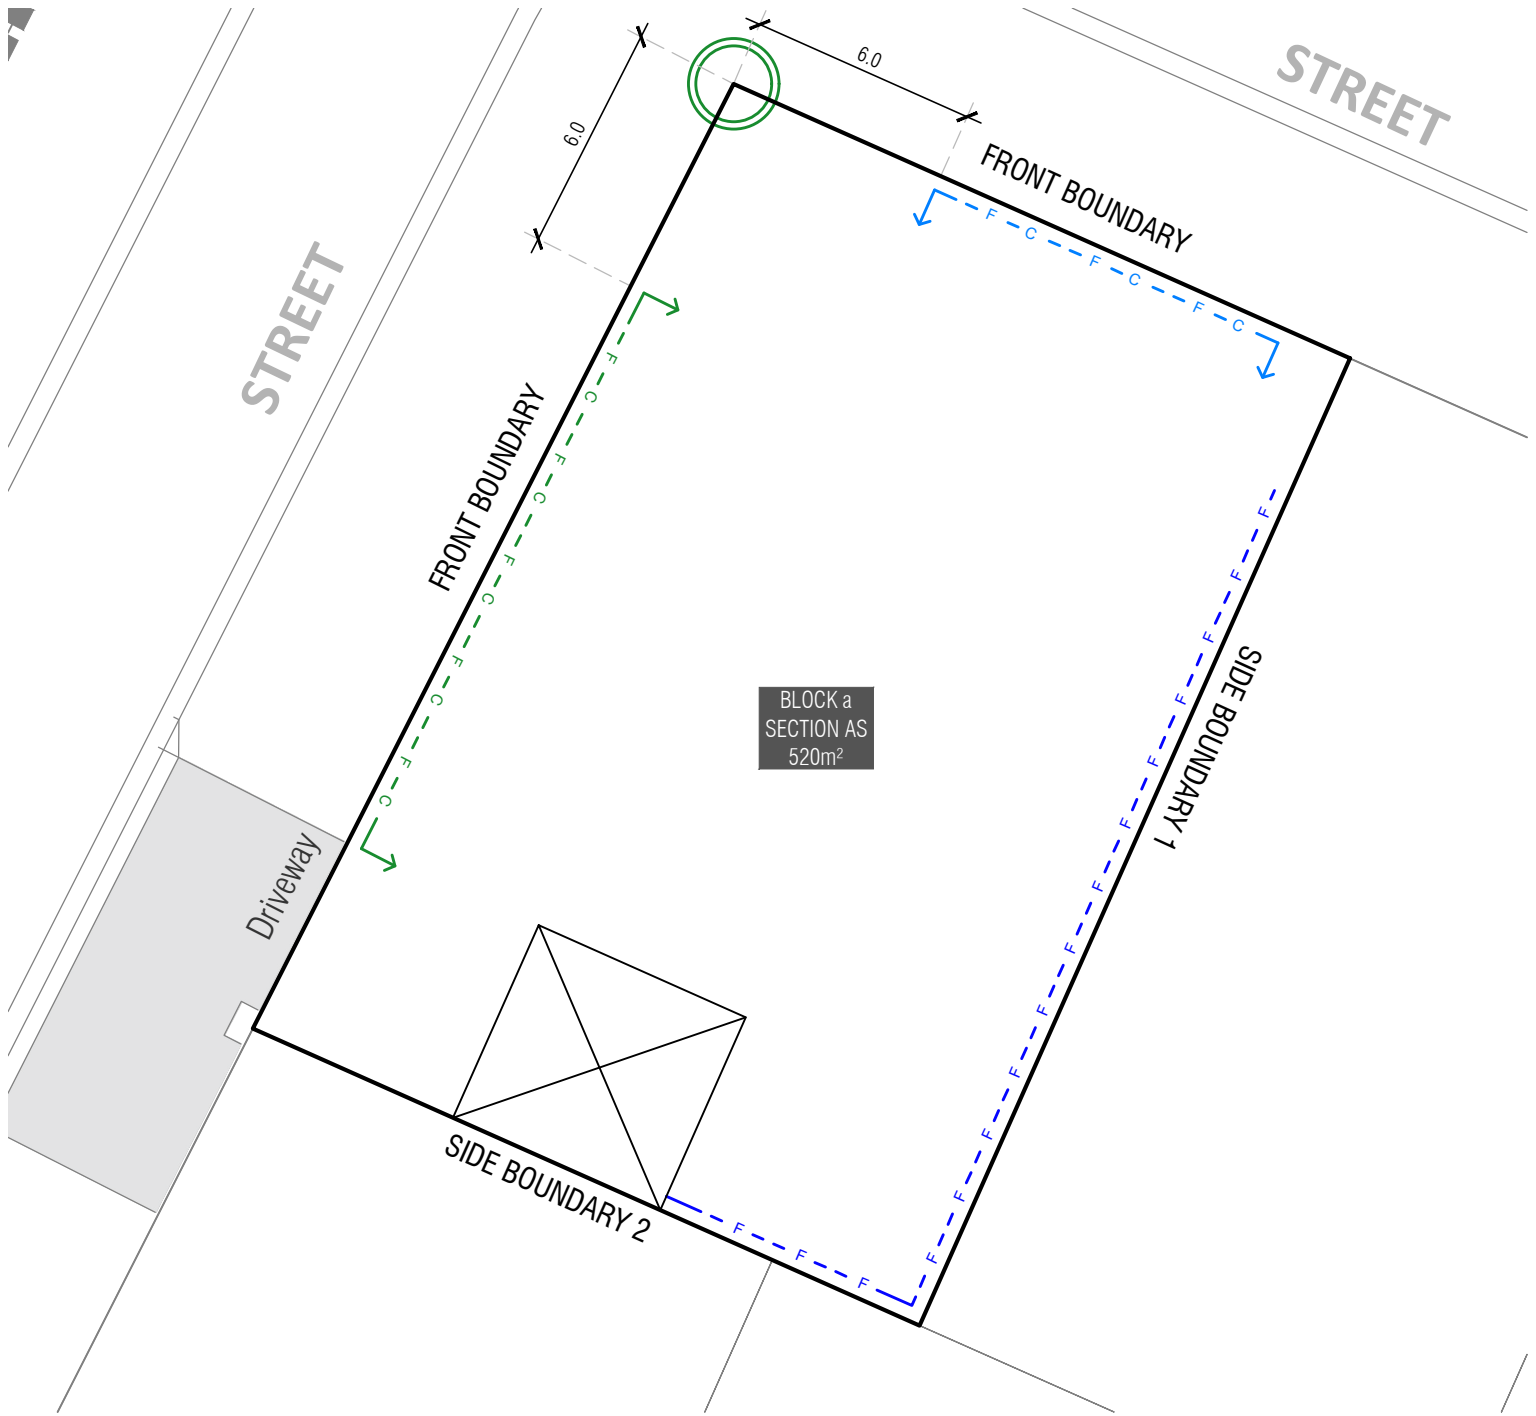 STREET
6.0
6.0
FRONT BOUNDARY
F C F C F C
STREET
FRONT BOUNDARY
F C F C F C F C F C
F F F F F F F F F F F F F
SIDE BOUNDARY 1
BLOCK a
SECTION AS
520m²
Driveway
SIDE BOUNDARY 2
F F F